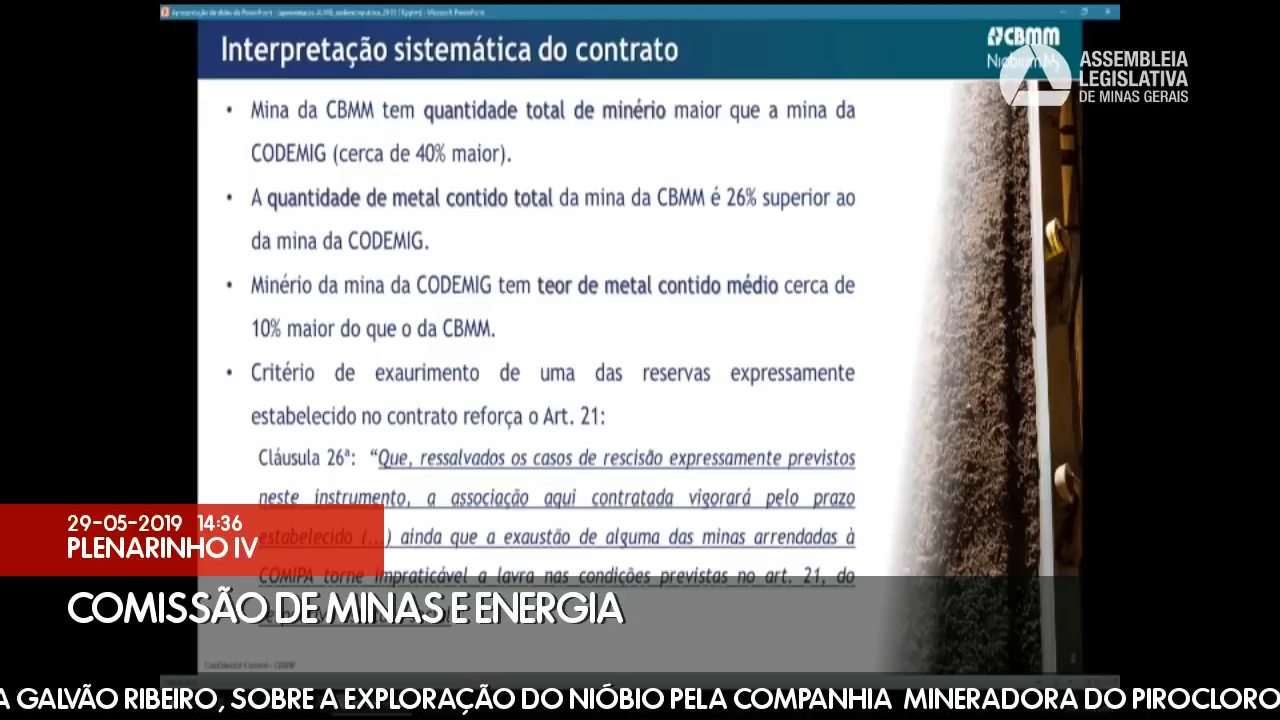 Interpretação sistemática do contrato
CBMM
ASSEMBLEIA
LEGISLATIVA
DE MINAS GERAIS
• Mina da CBMM tem quantidade total de minério maior que a mina da
CODEMIG (cerca de 40% maior).
• A quantidade de metal contido total da mina da CBMM é 26% superior ao
da mina da CODEMIG.
• Minério da mina da CODEMIG tem teor de metal contido médio cerca de
10% maior do que o da CBMM.
• Critério de exaurimento de uma das reservas expressamente
estabelecido no contrato reforça o Art. 21:
Cláusula 26ª: “Que, ressalvados os casos de rescisão expressamente previstos
neste instrumento, a associação aqui contratada vigorará pelo prazo
estabelecido (...) ainda que a exaustão de alguma das minas arrendadas à
COMIPA torne impraticável a lavra nas condições previstas no art. 21, do
29-05-2019 14:36
PLENARINHO IV
COMISSÃO DE MINAS E ENERGIA
A GALVÃO RIBEIRO, SOBRE A EXPLORAÇÃO DO NIÓBIO PELA COMPANHIA MINERADORA DO PIROCLORO